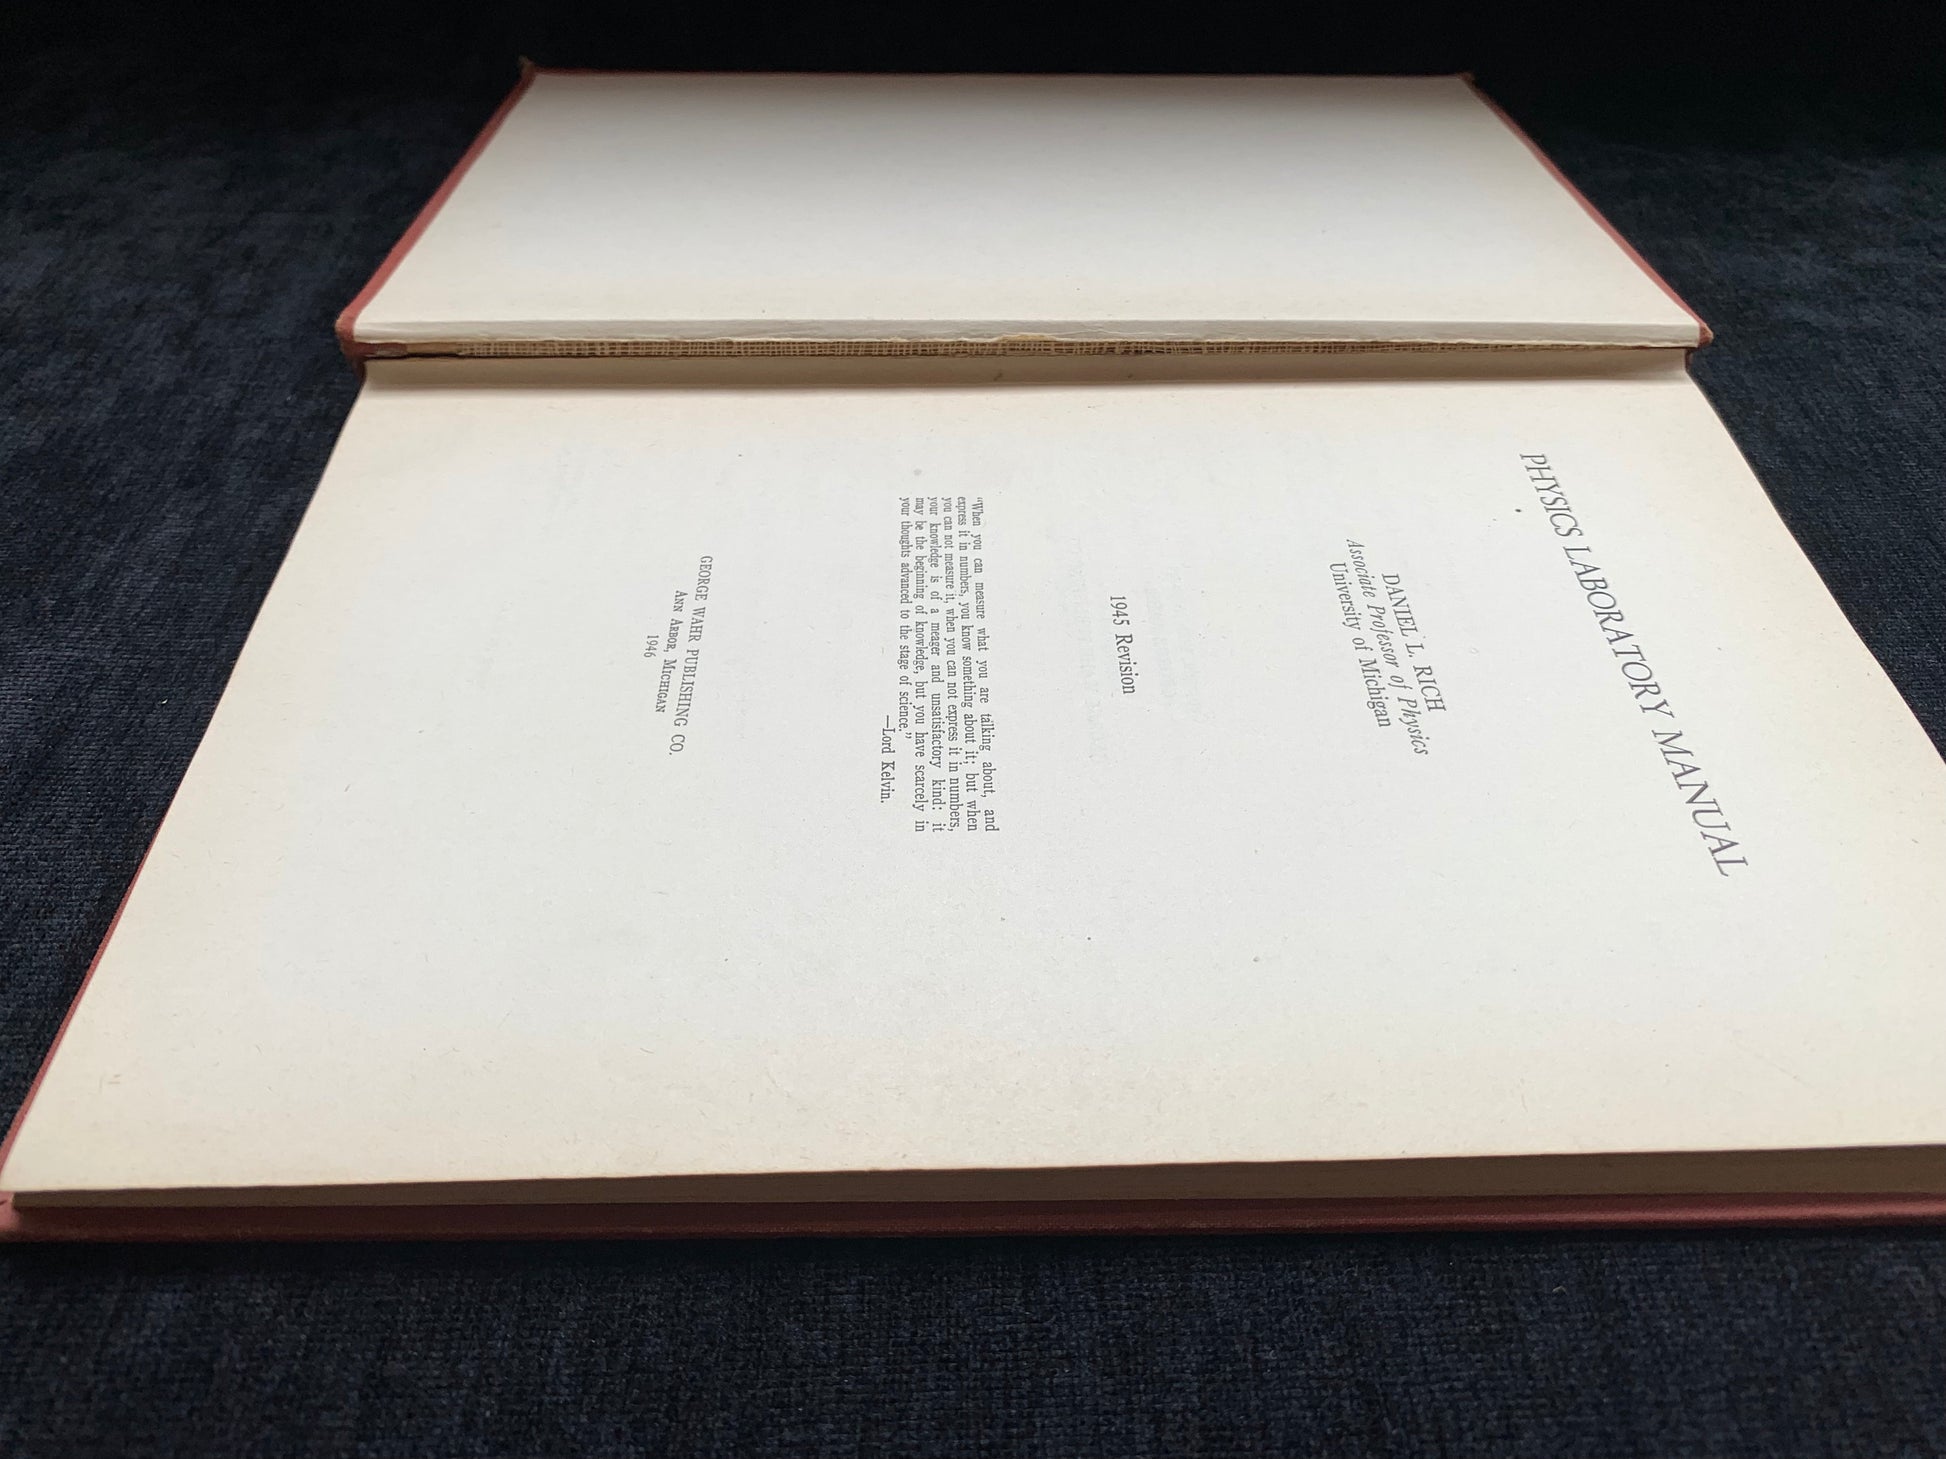 PHYSICS LABORATORY MANUAL
DANIEL L. RICH
Associate Professor of Physics
University of Michigan
1945 Revision
"When you can measure what you are talking about, and
express it in numbers, you know something about it; but when
you can not measure it, when you can not express it in numbers,
your knowledge is of a meager and unsatisfactory kind: it
may be the beginning of knowledge, but you have scarcely in
your thoughts advanced to the stage of science."
—Lord Kelvin.
GEORGE WAHR PUBLISHING CO.
ANN ARBOR, MICHIGAN
1946